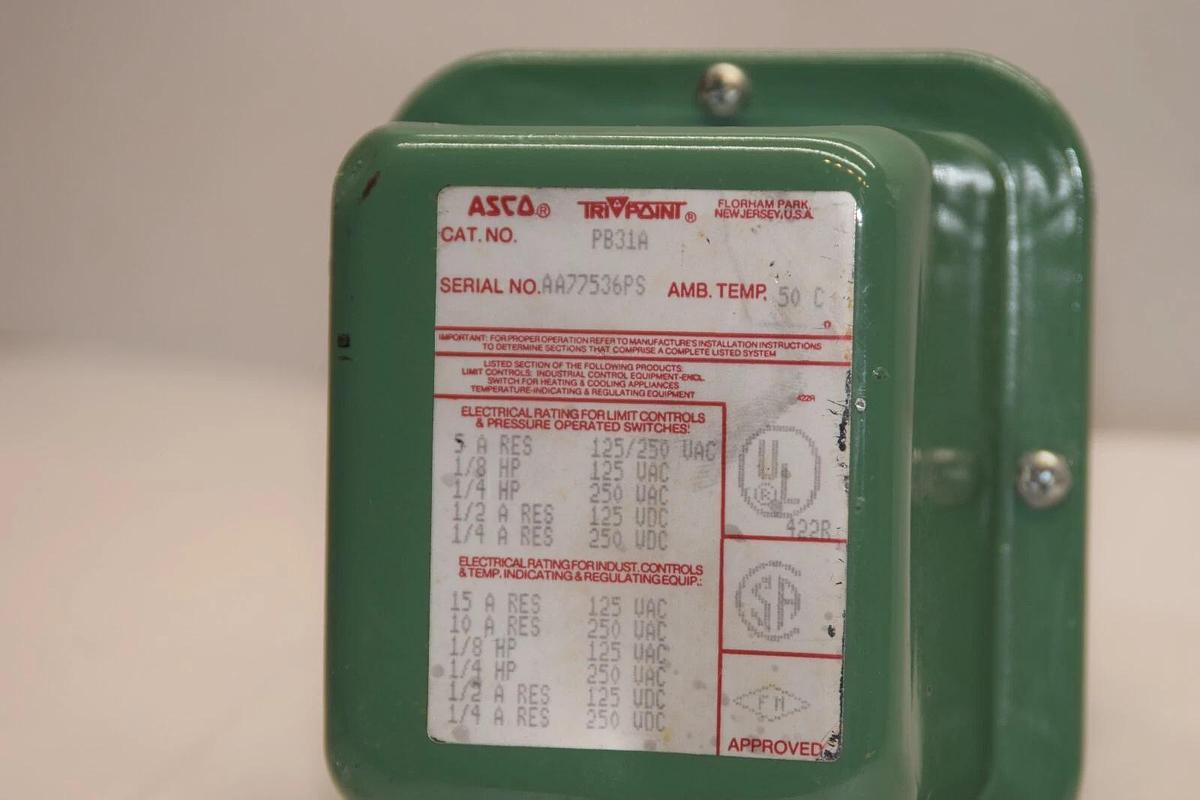 ASCO® TRI-POINT® FLORHAM PARK,
NEW JERSEY, U.S.A.
CAT. NO. PB31A
SERIAL NO. AA77536PS AMB. TEMP. 50 C
IMPORTANT: FOR PROPER OPERATION REFER TO MANUFACTURE'S INSTALLATION INSTRUCTIONS
TO DETERMINE SECTIONS THAT COMPRISE A COMPLETE LISTED SYSTEM
LISTED SECTION OF THE FOLLOWING PRODUCTS:
LIMIT CONTROLS: INDUSTRIAL CONTROL EQUIPMENT-ENCL.
SWITCH FOR HEATING & COOLING APPLIANCES
TEMPERATURE-INDICATING & REGULATING EQUIPMENT
422R
ELECTRICAL RATING FOR LIMIT CONTROLS
& PRESSURE OPERATED SWITCHES:
5 A RES 125/250 VAC
1/8 HP 125 VAC
1/4 HP 250 VAC
1/2 A RES 125 VDC
1/4 A RES 250 VDC
UL®
422R
ELECTRICAL RATING FOR INDUST. CONTROLS
& TEMP. INDICATING & REGULATING EQUIP.:
15 A RES 125 VAC
10 A RES 250 VAC
1/8 HP 125 VAC
1/4 HP 250 VAC
1/2 A RES 125 VDC
1/4 A RES 250 VDC
SA
FM
APPROVED